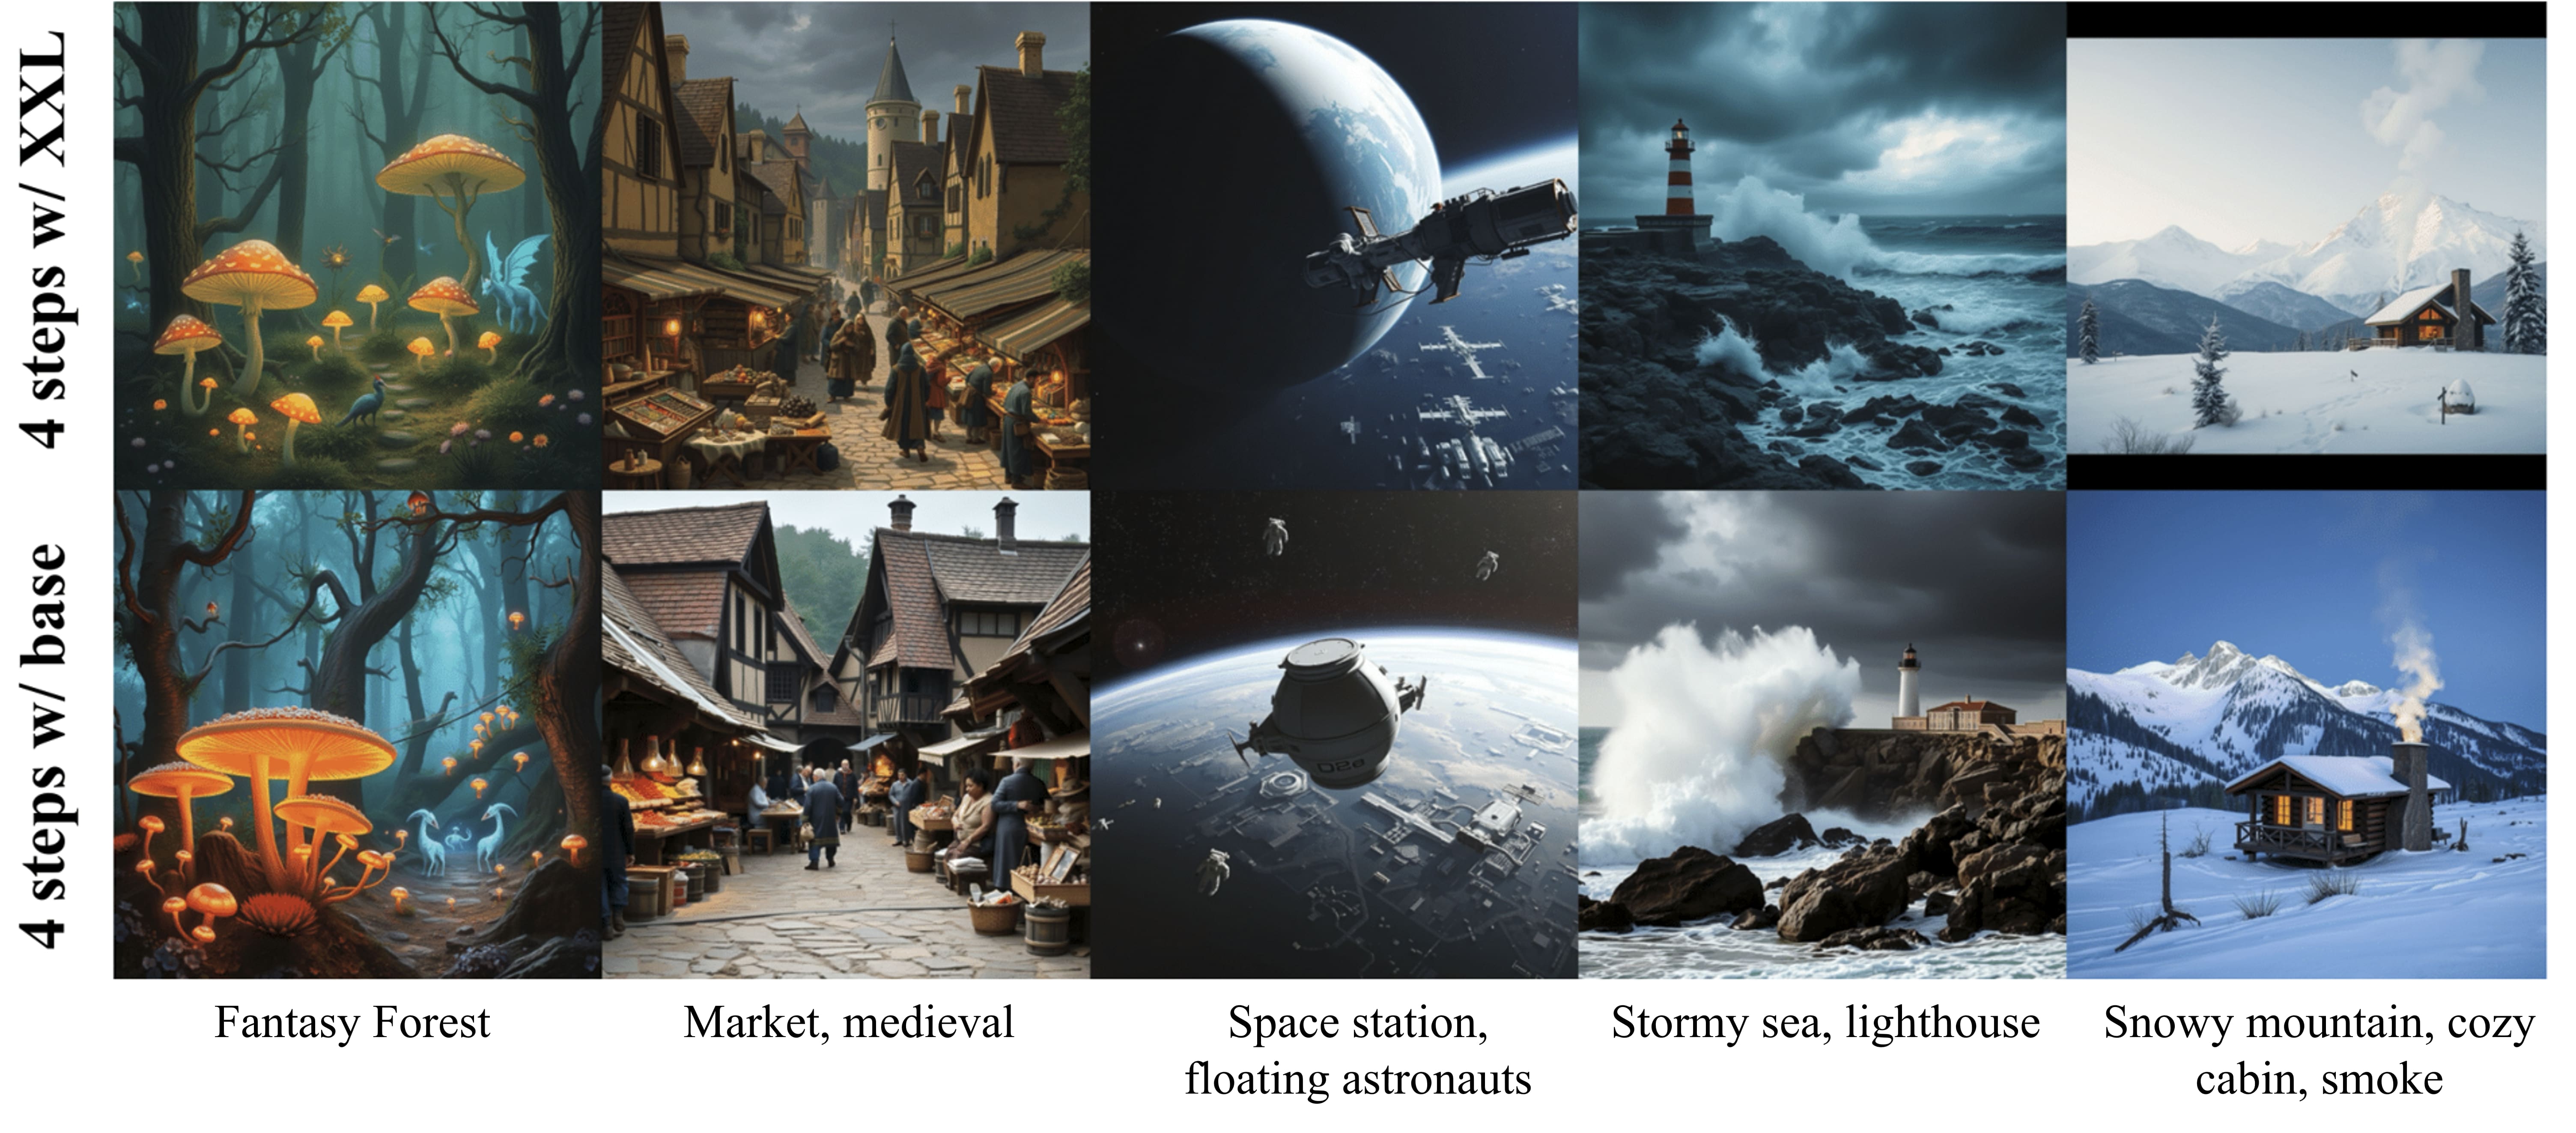 4 steps w/ XXL
4 steps w/ base
Fantasy Forest
Market, medieval
Space station,
floating astronauts
Stormy sea, lighthouse
Snowy mountain, cozy
cabin, smoke